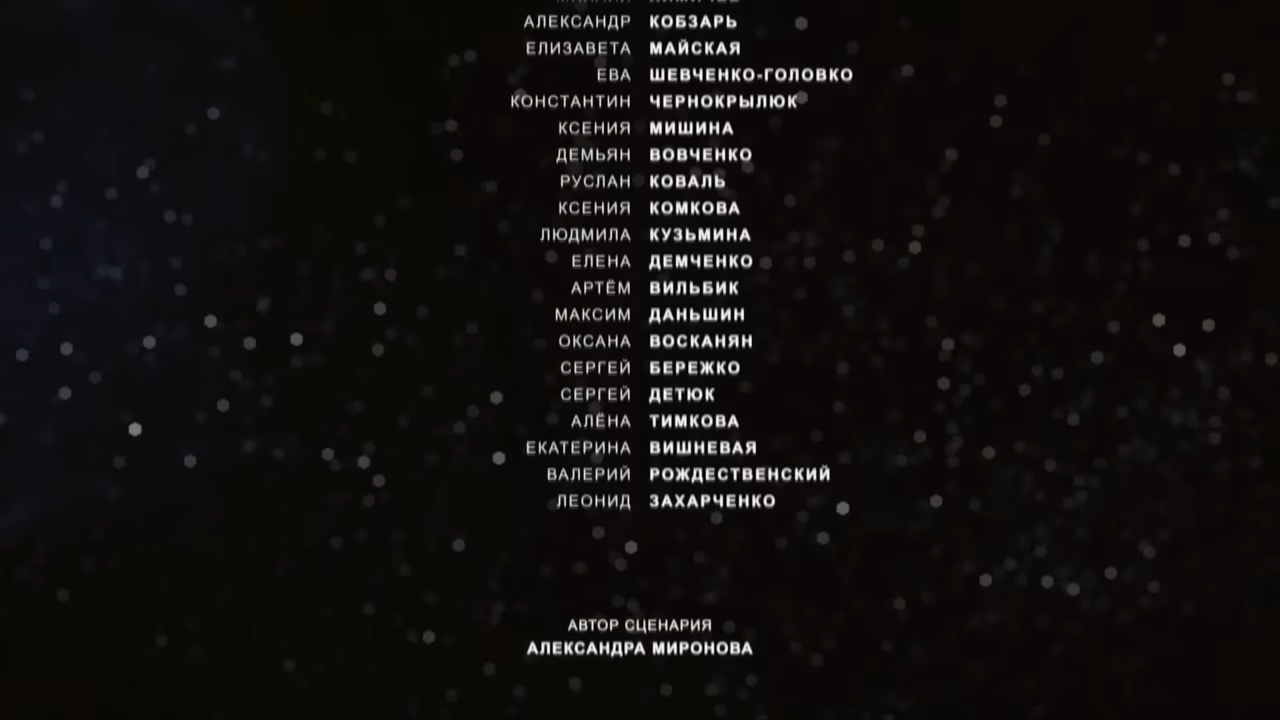 АЛЕКСАНДР КОБЗАРЬ
ЕЛИЗАВЕТА МАЙСКАЯ
ЕВА ШЕВЧЕНКО-ГОЛОВКО
КОНСТАНТИН ЧЕРНОКРЫЛЮК
КСЕНИЯ МИШИНА
ДЕМЬЯН ВОВЧЕНКО
РУСЛАН КОВАЛЬ
КСЕНИЯ КОМКОВА
ЛЮДМИЛА КУЗЬМИНА
ЕЛЕНА ДЕМЧЕНКО
АРТЁМ ВИЛЬБИК
МАКСИМ ДАНЬШИН
ОКСАНА ВОСКАНЯН
СЕРГЕЙ БЕРЕЖКО
СЕРГЕЙ ДЕТЮК
АЛЁНА ТИМКОВА
ЕКАТЕРИНА ВИШНЕВАЯ
ВАЛЕРИЙ РОЖДЕСТВЕНСКИЙ
ЛЕОНИД ЗАХАРЧЕНКО
АВТОР СЦЕНАРИЯ
АЛЕКСАНДРА МИРОНОВА